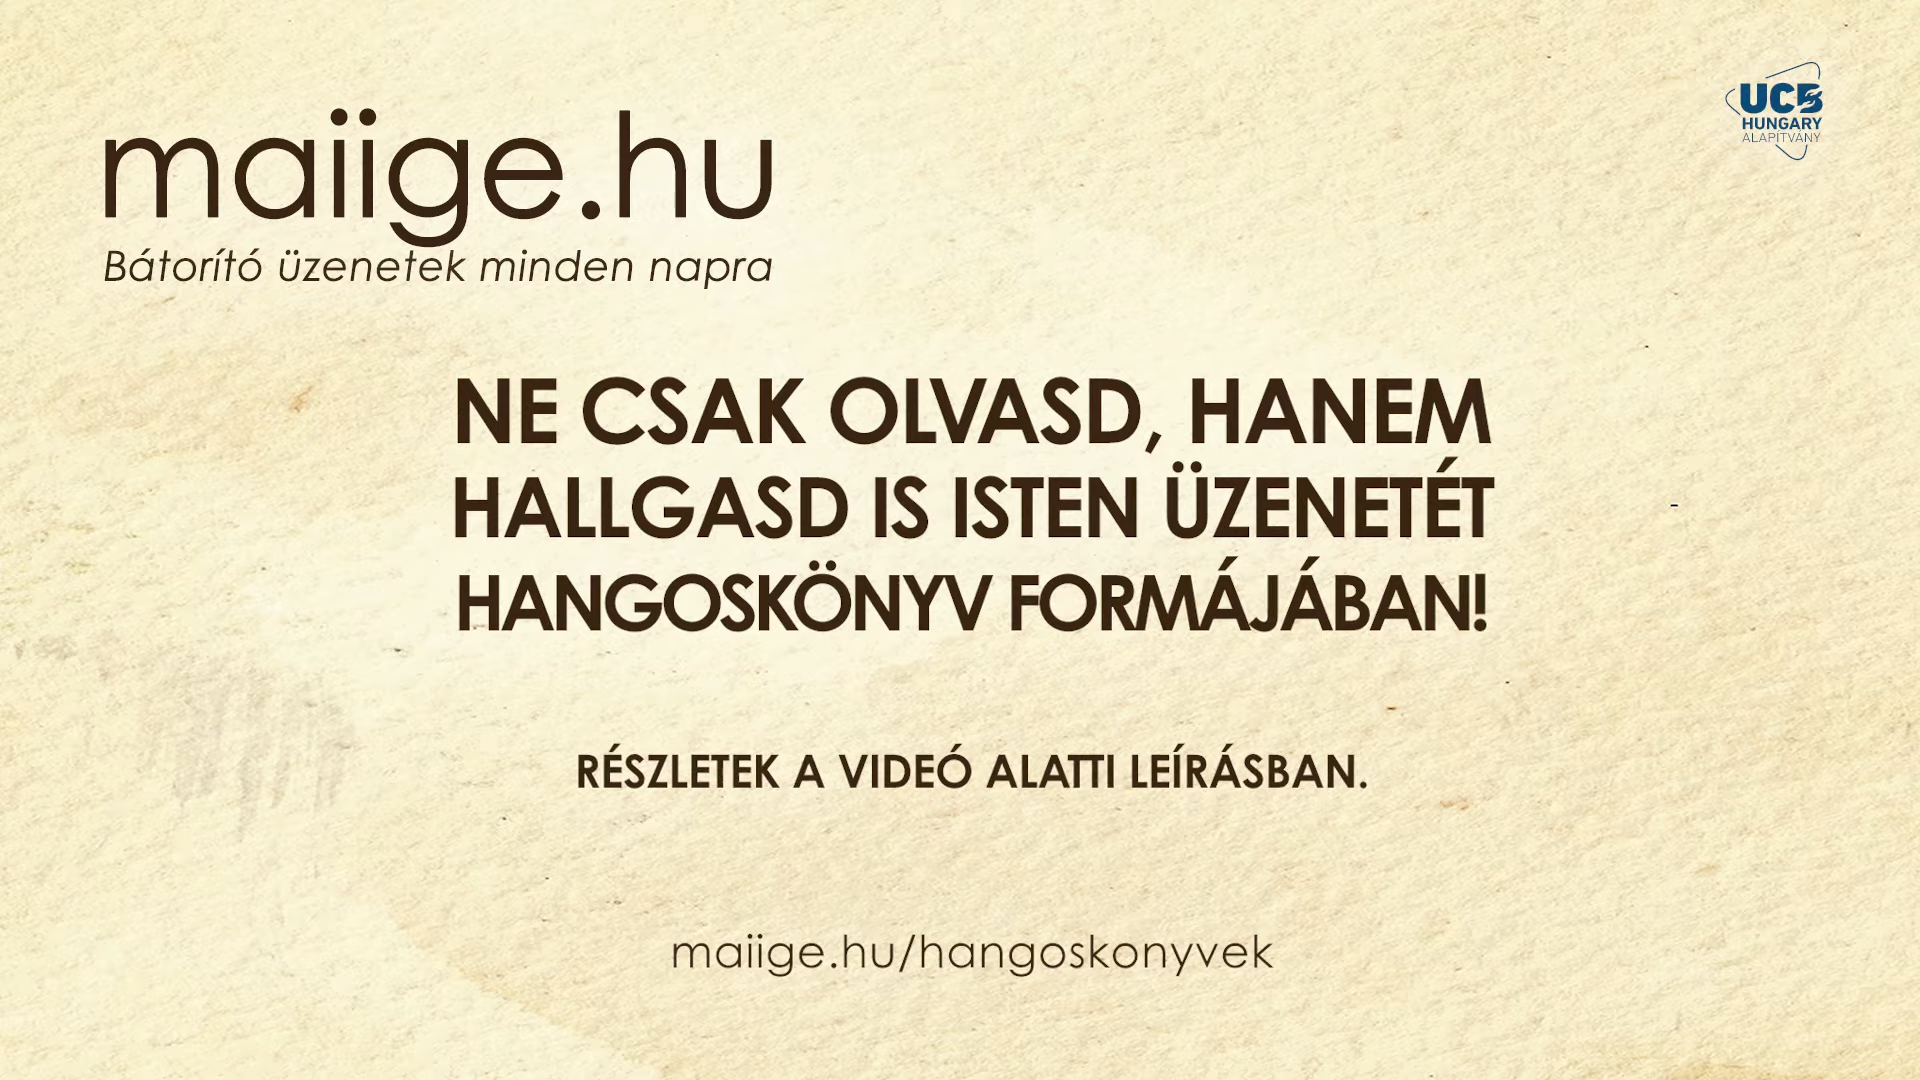 maiige.hu
Bátorító üzenetek minden napra
UCB
HUNGARY
ALAPÍTVÁNY
NE CSAK OLVASD, HANEM
HALLGASD IS ISTEN ÜZENETÉT
HANGOSKÖNYV FORMÁJÁBAN!
RÉSZLETEK A VIDEÓ ALATTI LEÍRÁSBAN.
maiige.hu/hangoskonyvek